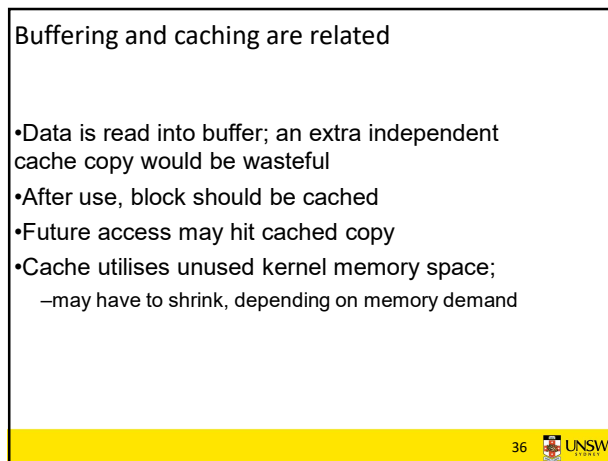 Buffering and caching are related
•Data is read into buffer; an extra independent
cache copy would be wasteful
•After use, block should be cached
•Future access may hit cached copy
•Cache utilises unused kernel memory space;
–may have to shrink, depending on memory demand
36
UNSW
SYDNEY